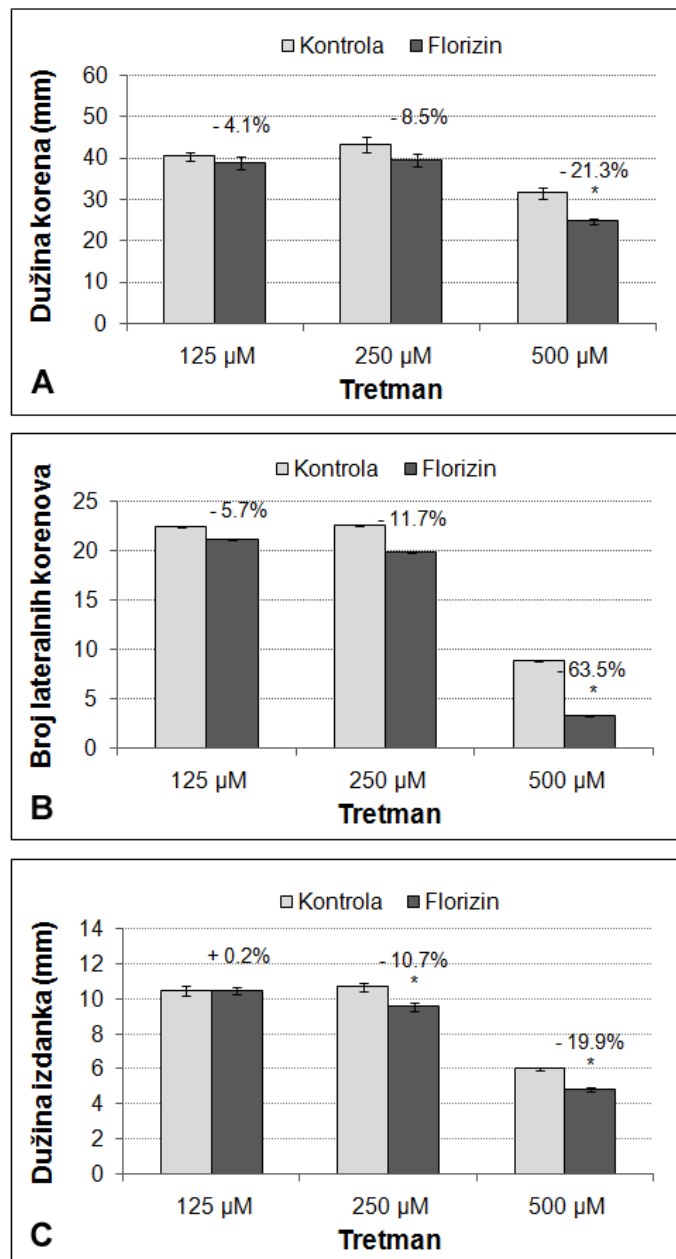 Kontrola Florizin
Dužina korena (mm)
60
50
40
30
20
10
0
- 4.1%
- 8.5%
- 21.3%
*
125 µM 250 µM 500 µM
Tretman
A
Kontrola Florizin
Broj lateralnih korenova
25
20
15
10
5
0
- 5.7%
- 11.7%
- 63.5%
*
125 µM 250 µM 500 µM
Tretman
B
Kontrola Florizin
Dužina izdanka (mm)
14
12
10
8
6
4
2
0
+ 0.2%
- 10.7%
*
- 19.9%
*
125 µM 250 µM 500 µM
Tretman
C